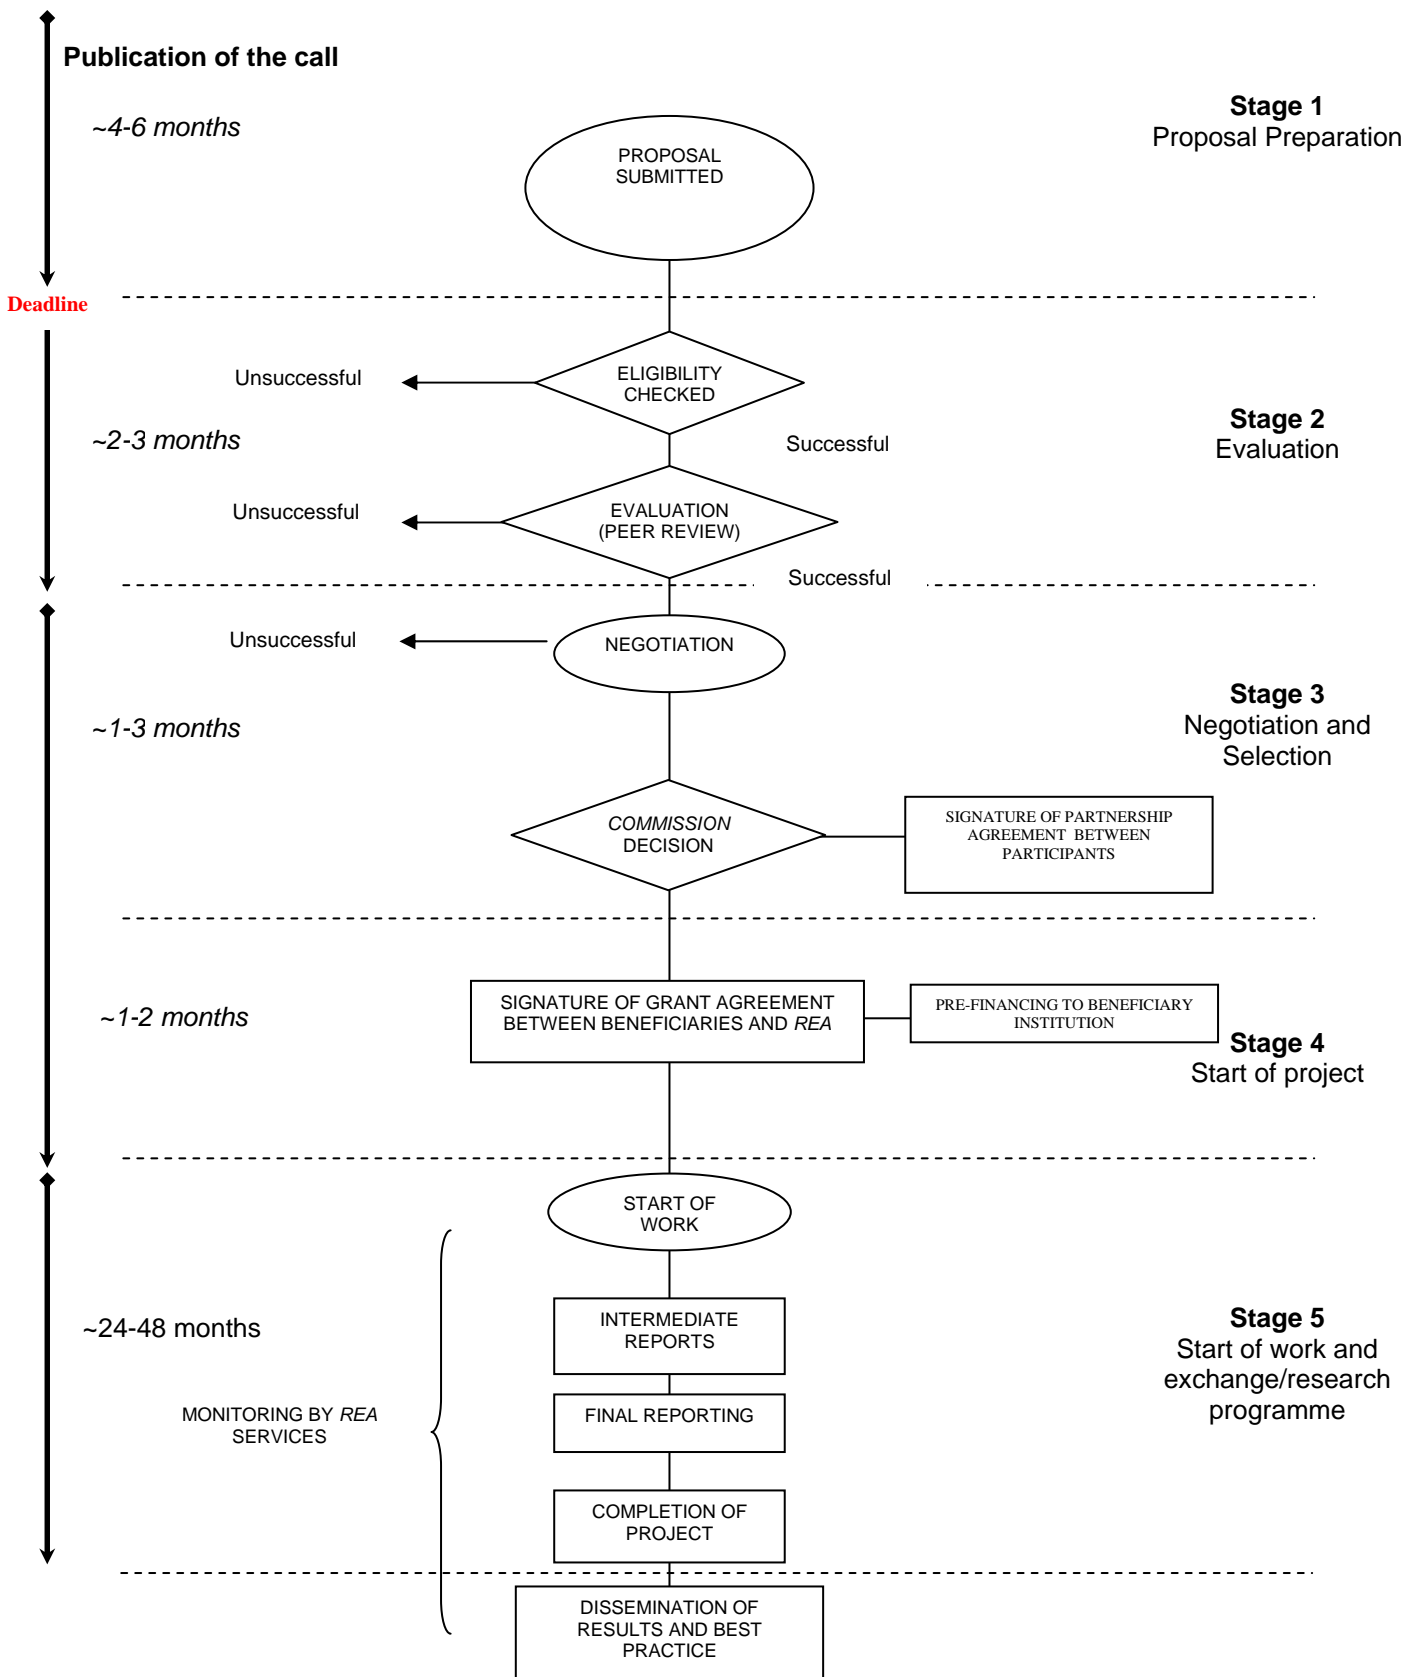 Publication of the call
~4-6 months
Stage 1
Proposal Preparation
PROPOSAL
SUBMITTED
Deadline
Unsuccessful
ELIGIBILITY
CHECKED
~2-3 months
Successful
Stage 2
Evaluation
Unsuccessful
EVALUATION
(PEER REVIEW)
Successful
Unsuccessful
NEGOTIATION
~1-3 months
Stage 3
Negotiation and
Selection
COMMISSION
DECISION
SIGNATURE OF PARTNERSHIP
AGREEMENT BETWEEN
PARTICIPANTS
~1-2 months
SIGNATURE OF GRANT AGREEMENT
BETWEEN BENEFICIARIES AND REA
PRE-FINANCING TO BENEFICIARY
INSTITUTION
Stage 4
Start of project
START OF
WORK
~24-48 months
INTERMEDIATE
REPORTS
Stage 5
Start of work and
exchange/research
programme
MONITORING BY REA
SERVICES
FINAL REPORTING
COMPLETION OF
PROJECT
DISSEMINATION OF
RESULTS AND BEST
PRACTICE